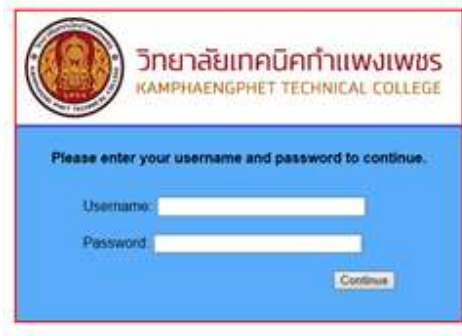 วิทยาลัยเทคนิคกำแพงเพชร
KAMPHAENGPHET TECHNICAL COLLEGE
Please enter your username and password to continue.
Username:
Password:
Continue